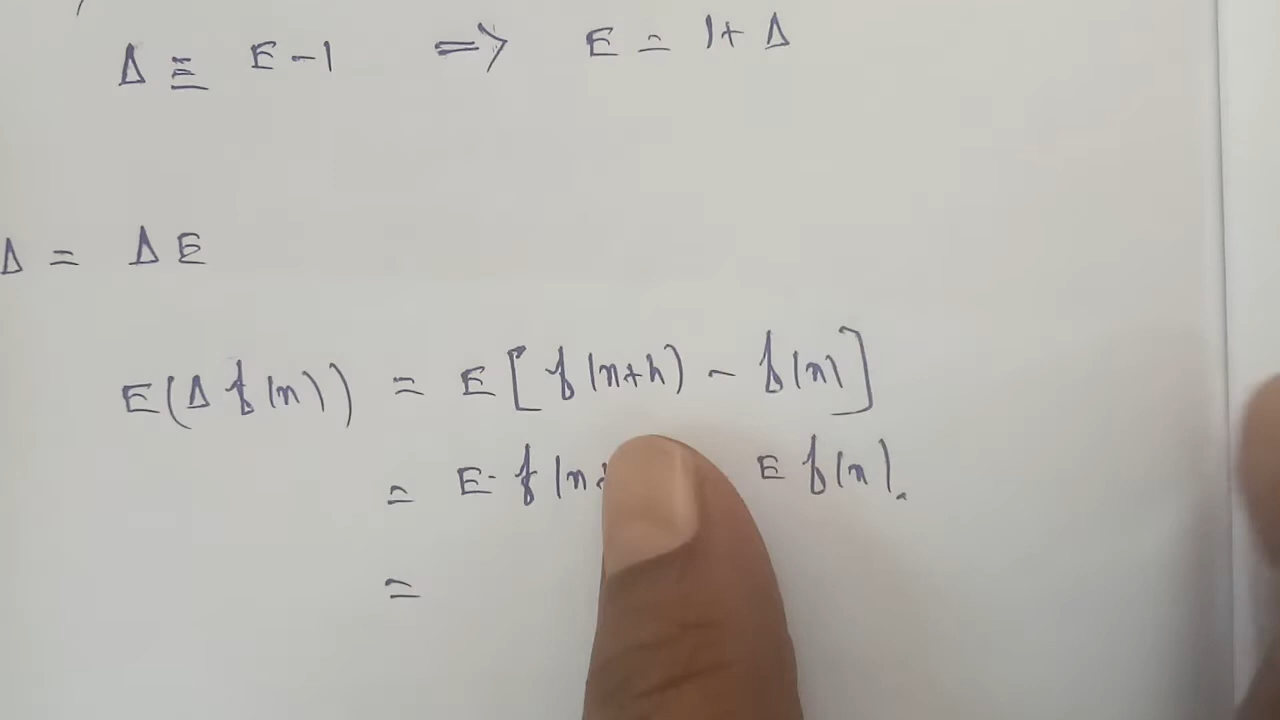 Δ ≡ E-1 => E = 1+Δ
Δ = ΔE
E(Δ f(n)) = E[f(n+h) - f(n)]
= E·f(n E f(n).
=